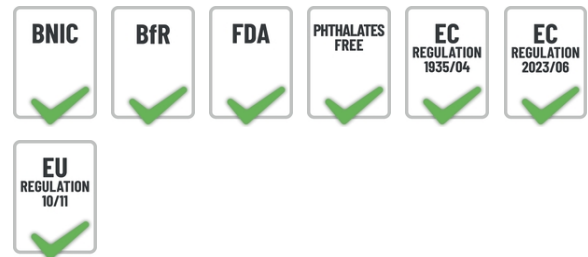 BNIC
BfR
FDA
PHTHALATES
FREE
EC
REGULATION
1935/04
EC
REGULATION
2023/06
EU
REGULATION
10/11